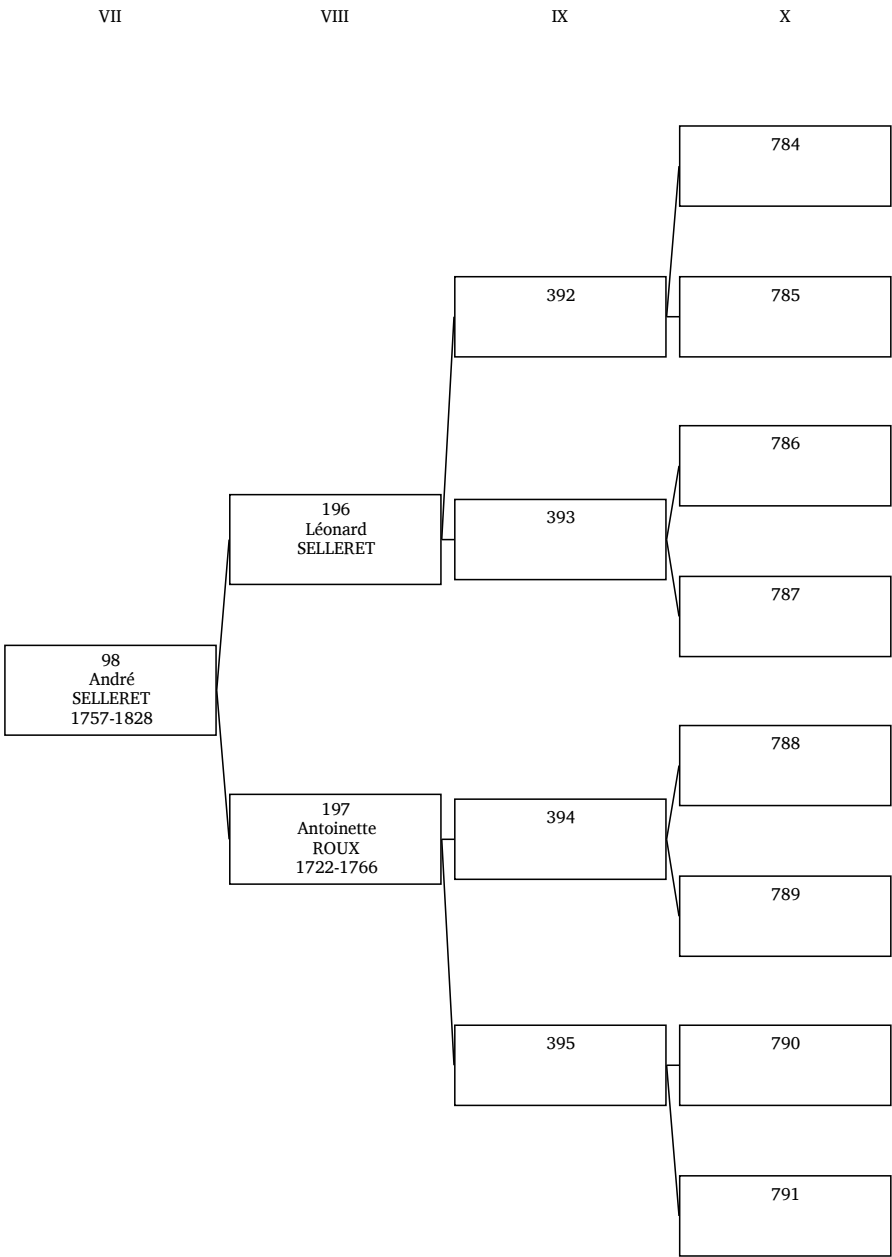 VII VIII IX X
784
392
785
786
196
Léonard
SELLERET
393
787
98
André
SELLERET
1757-1828
788
197
Antoinette
ROUX
1722-1766
394
789
395
790
791